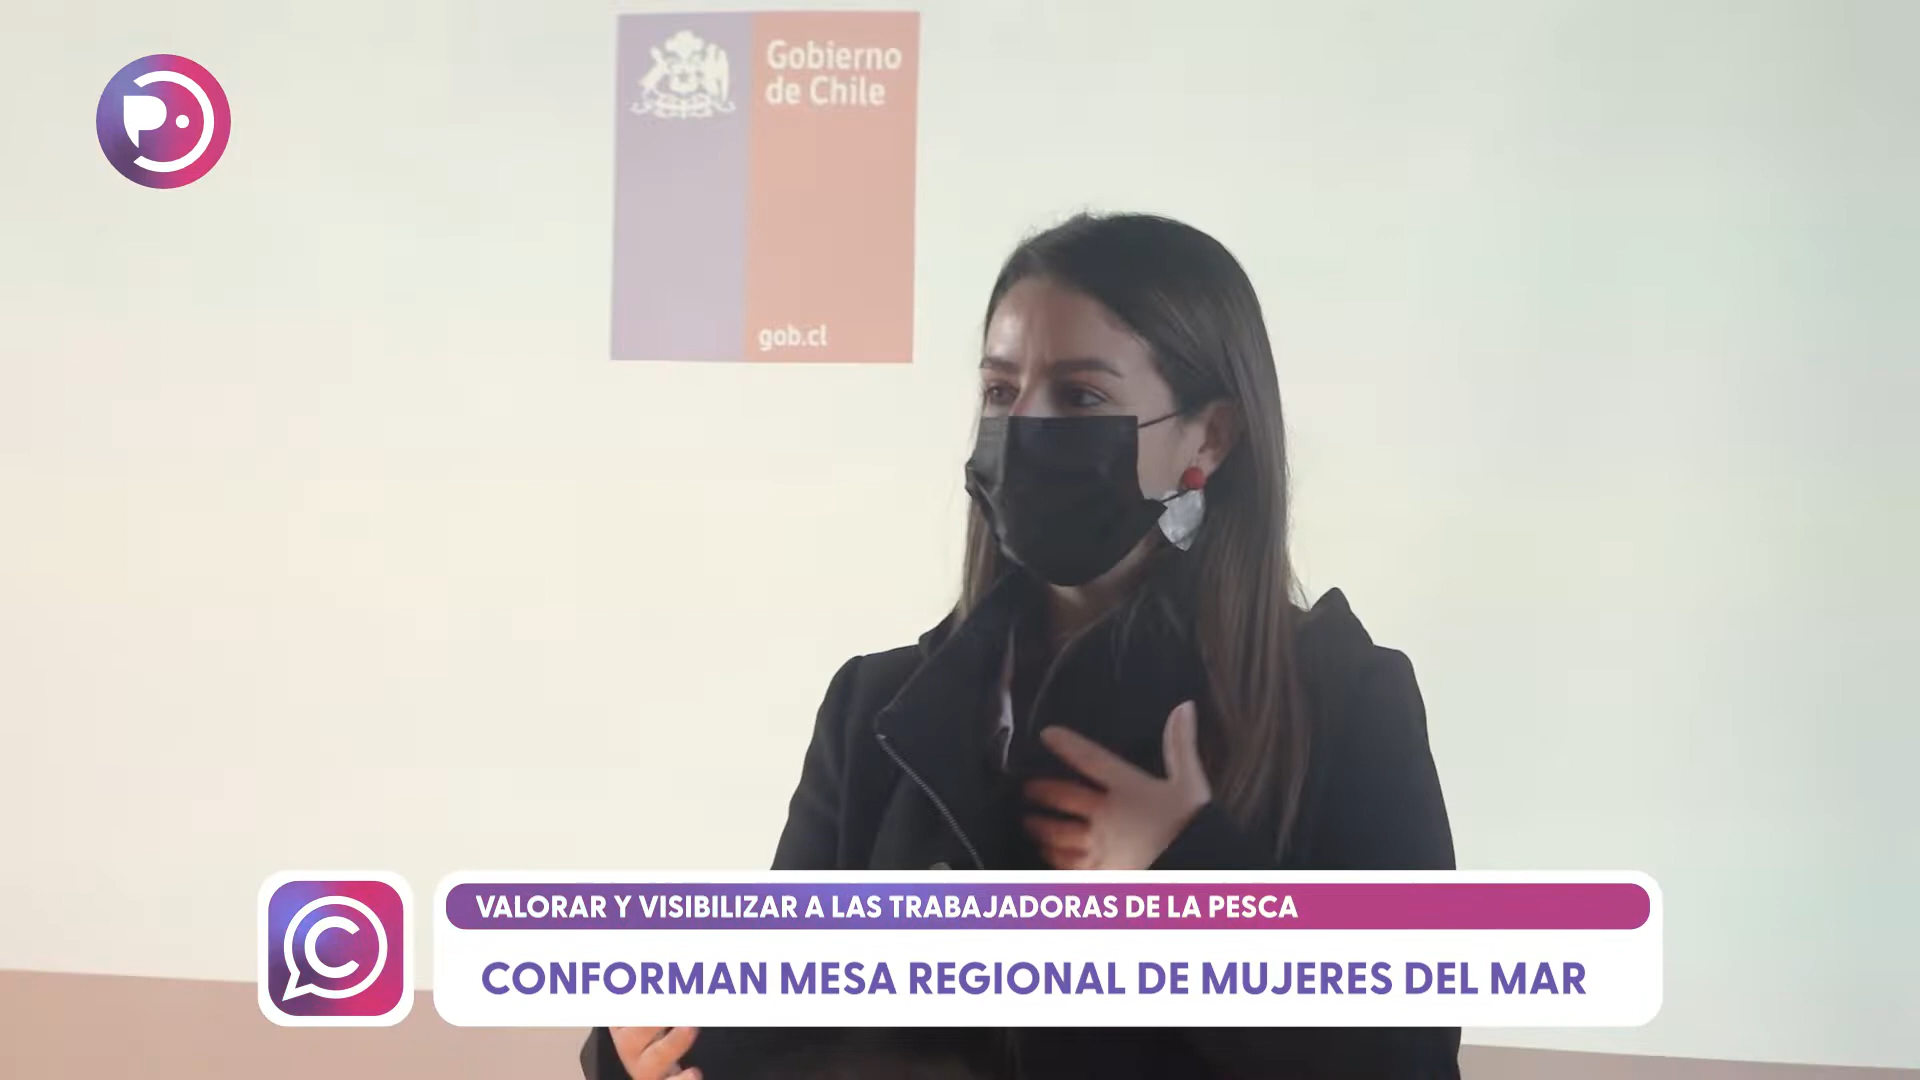 Gobierno
de Chile
gob.cl
VALORAR Y VISIBILIZAR A LAS TRABAJADORAS DE LA PESCA
CONFORMAN MESA REGIONAL DE MUJERES DEL MAR